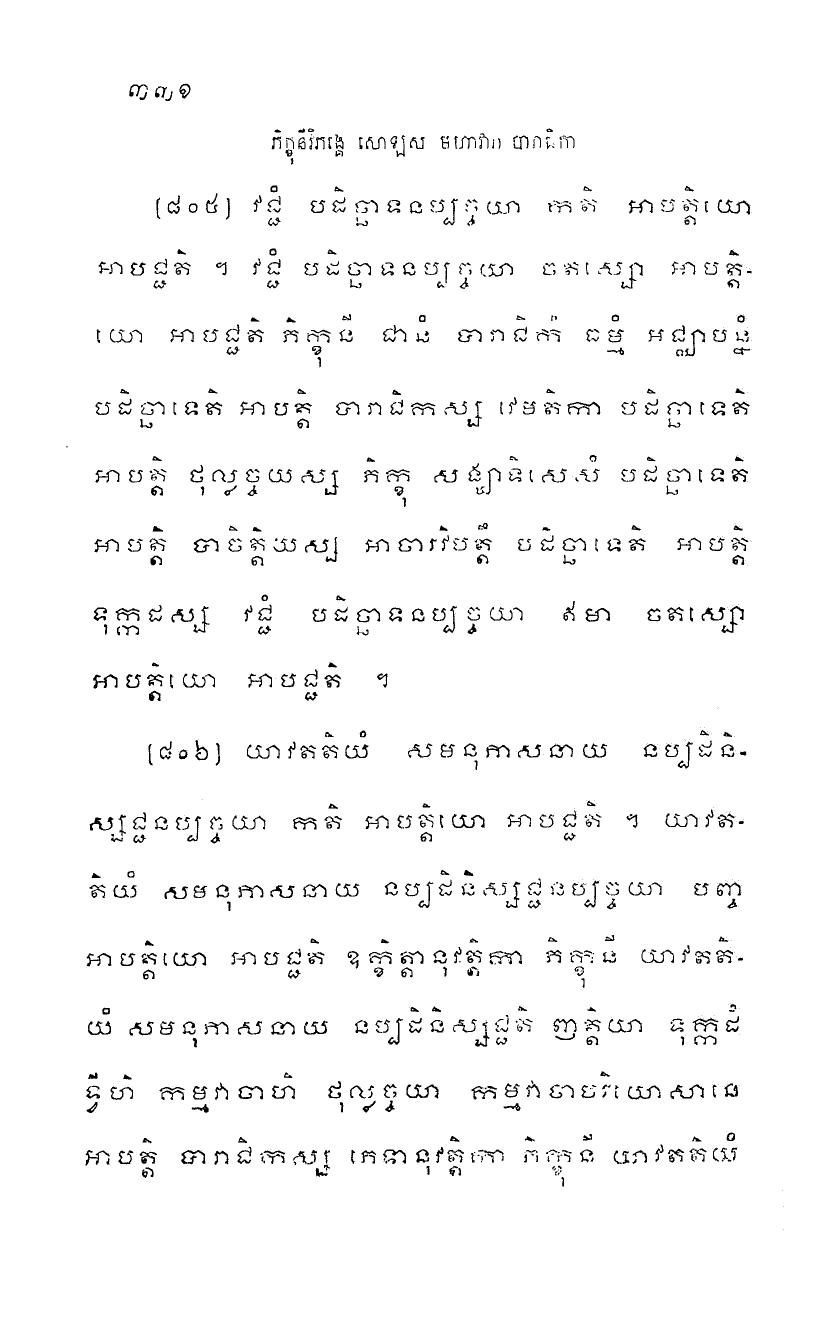 ៣៣១
ភិក្ខុនីវិភង្គេ សោឡស មហាវារា បារាជិកា
[៨០៥] វជ្ជំ បដិច្ឆាទនប្បច្ចយា កតិ អាបត្តិយោ
អាបជ្ជតិ ។ វជ្ជំ បដិច្ឆាទនប្បច្ចយា ចតស្សោ អាបត្តិ-
យោ អាបជ្ជតិ ភិក្ខុនី ជានំ បារាជិកំ ធម្មំ អជ្ឈាបន្នំ
បដិច្ឆាទេតិ អាបត្តិ បារាជិកស្ស វេមតិកា បដិច្ឆាទេតិ
អាបត្តិ ថុល្លច្ចយស្ស ភិក្ខុ សង្ឃាទិសេសំ បដិច្ឆាទេតិ
អាបត្តិ បាចិត្តិយស្ស អាចារវិបត្តឹ បដិច្ឆាទេតិ អាបត្តិ
ទុក្កដស្ស វជ្ជំ បដិច្ឆាទនប្បច្ចយា ឥមា ចតស្សោ
អាបត្តិយោ អាបជ្ជតិ ។
[៨០៦] យាវតតិយំ សមនុភាសនាយ នប្បដិនិ-
ស្សជ្ជនប្បច្ចយា កតិ អាបត្តិយោ អាបជ្ជតិ ។ យាវត-
តិយំ សមនុភាសនាយ នប្បដិនិស្សជ្ជនប្បច្ចយា បញ្ច
អាបត្តិយោ អាបជ្ជតិ ឧក្ខិត្តានុវត្តិកា ភិក្ខុនី យាវតតិ-
យំ សមនុភាសនាយ នប្បដិនិស្សជ្ជតិ ញត្តិយា ទុក្កដំ
ទ្វីហិ កម្មវាចាហិ ថុល្លច្ចយា កម្មវាចាបរិយោសានេ
អាបត្តិ បារាជិកស្ស ភេទានុវត្តិកា ភិក្ខុនី យាវតតិយំ